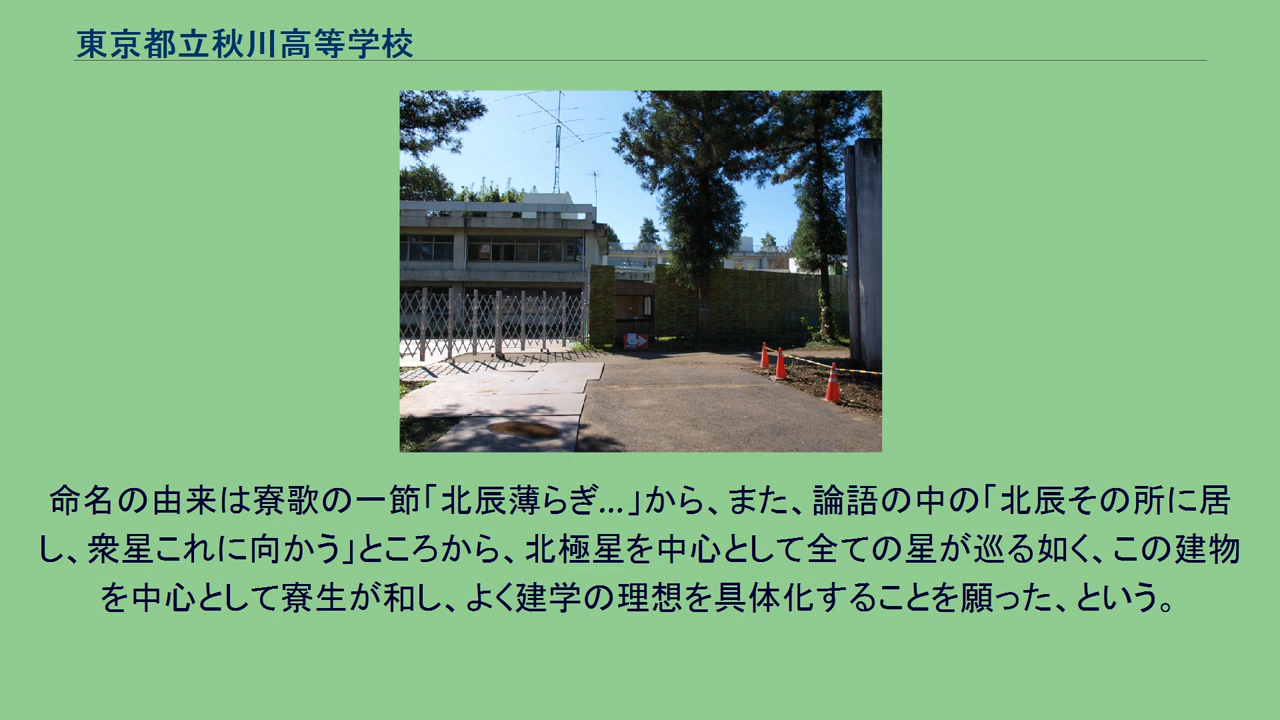 東京都立秋川高等学校
命名の由来は寮歌の一節「北辰薄らぎ...」から、また、論語の中の「北辰その所に居
し、衆星これに向かう」ところから、北極星を中心として全ての星が巡る如く、この建物
を中心として寮生が和し、よく建学の理想を具体化することを願った、という。